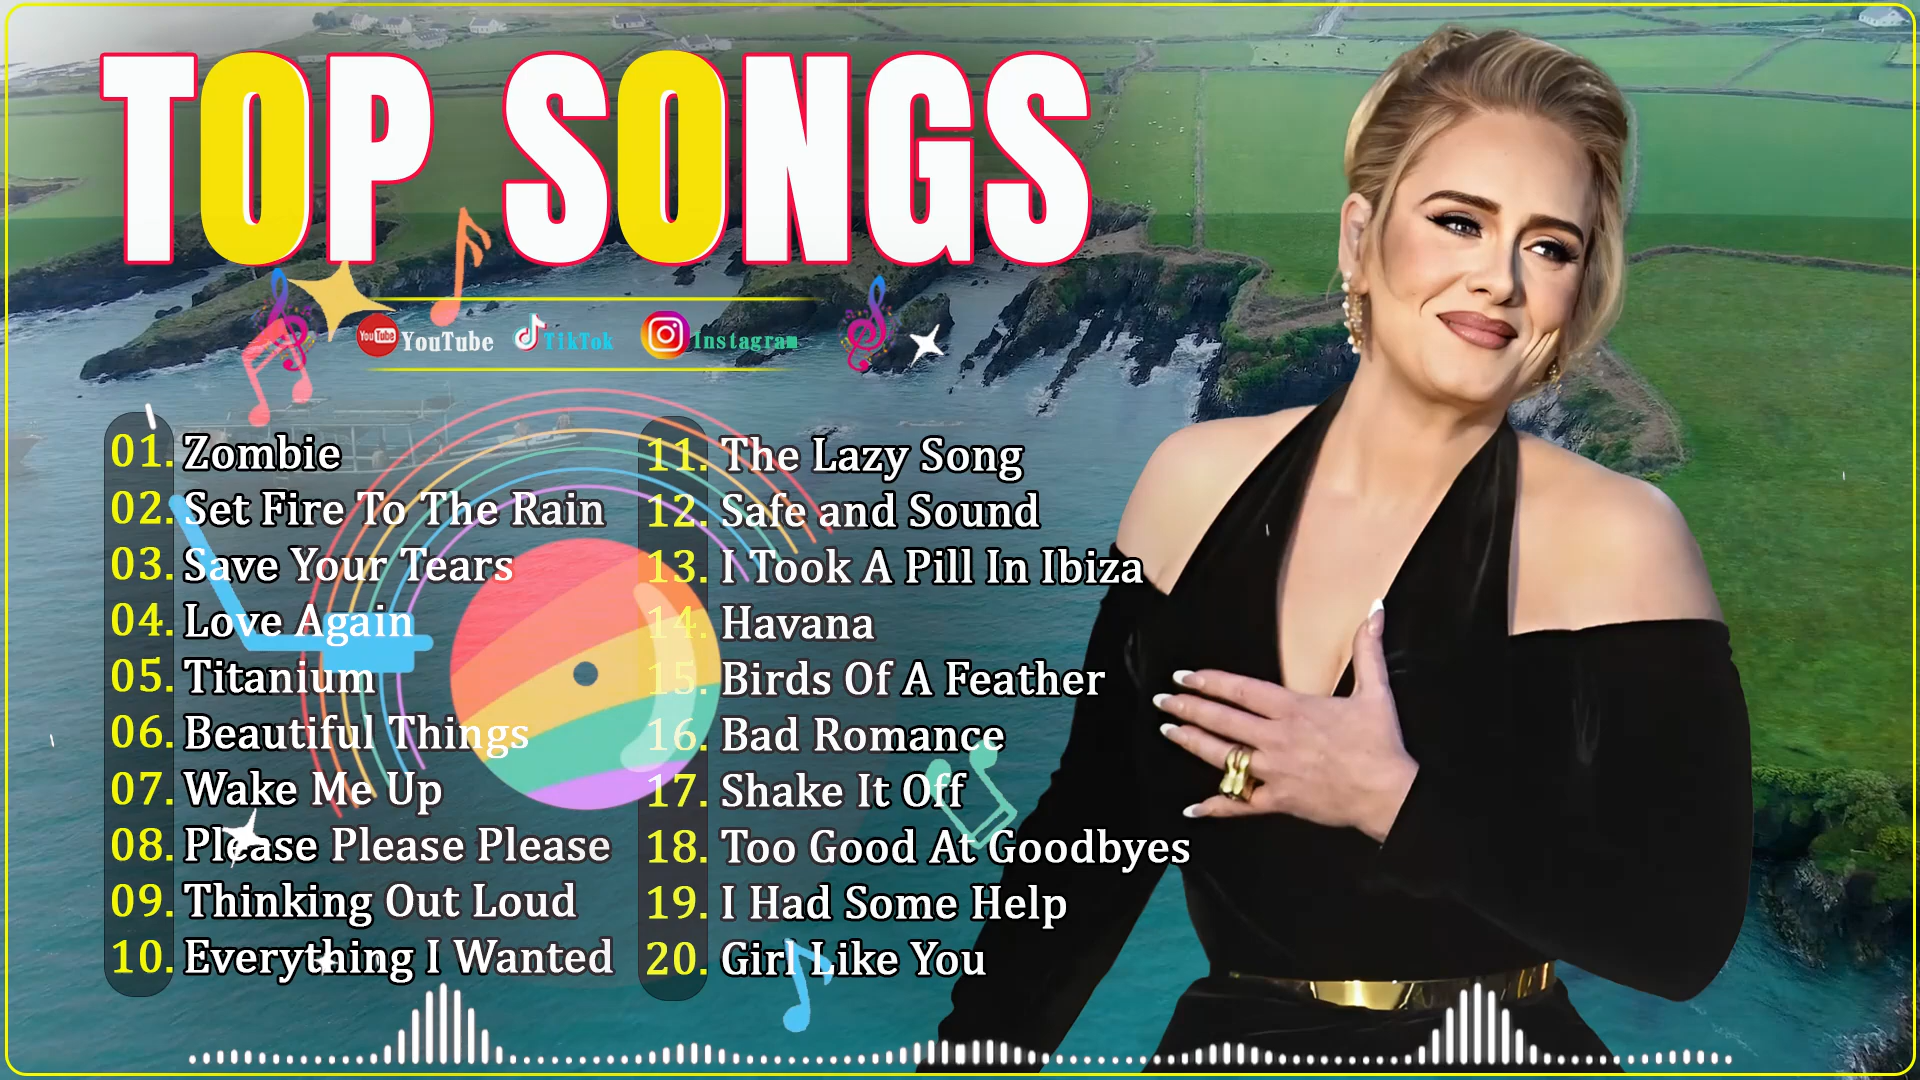 TOP SONGS
YouTube YouTube TikTok Instagram
01. Zombie
02. Set Fire To The Rain
03. Save Your Tears
04. Love Again
05. Titanium
06. Beautiful Things
07. Wake Me Up
08. Please Please Please
09. Thinking Out Loud
10. Everything I Wanted
11. The Lazy Song
12. Safe and Sound
13. I Took A Pill In Ibiza
14. Havana
15. Birds Of A Feather
16. Bad Romance
17. Shake It Off
18. Too Good At Goodbyes
19. I Had Some Help
20. Girl Like You